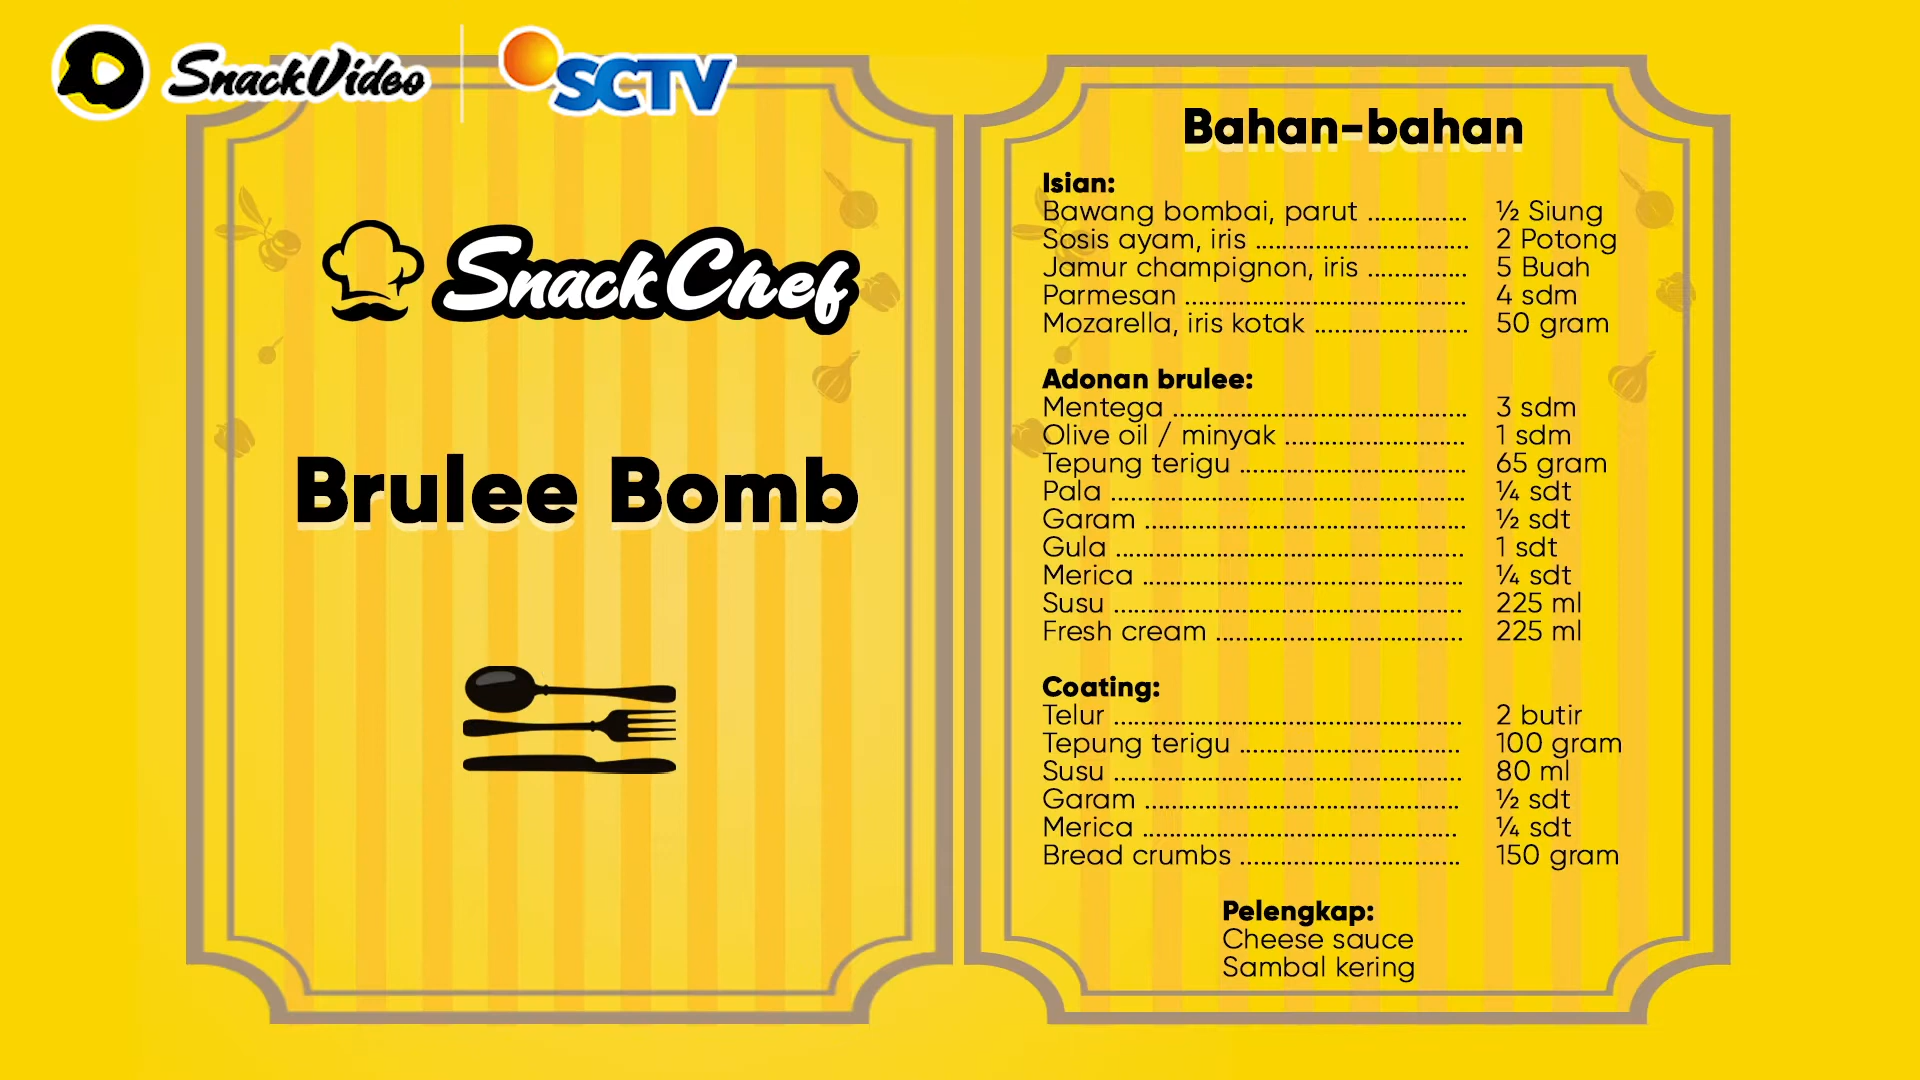 SnackVideo
SCTV
SnackChef
Brulee Bomb
Bahan-bahan
Isian:
Bawang bombai, parut ............... ½ Siung
Sosis ayam, iris ................................ 2 Potong
Jamur champignon, iris ............... 5 Buah
Parmesan .......................................... 4 sdm
Mozarella, iris kotak ....................... 50 gram
Adonan brulee:
Mentega ............................................ 3 sdm
Olive oil / minyak ........................... 1 sdm
Tepung terigu .................................. 65 gram
Pala ..................................................... ¼ sdt
Garam ................................................ ½ sdt
Gula .................................................... 1 sdt
Merica ................................................ ¼ sdt
Susu .................................................... 225 ml
Fresh cream ..................................... 225 ml
Coating:
Telur .................................................... 2 butir
Tepung terigu ................................. 100 gram
Susu .................................................... 80 ml
Garam ............................................... ½ sdt
Merica ............................................... ¼ sdt
Bread crumbs ................................. 150 gram
Pelengkap:
Cheese sauce
Sambal kering